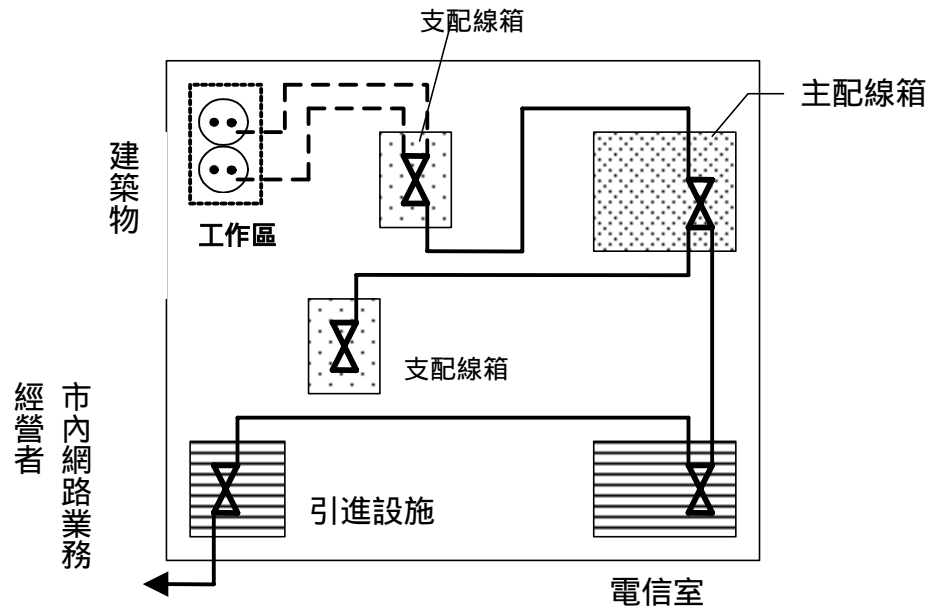 支配線箱
主配線箱
建築物
工作區
支配線箱
市內網路業務
經營者
引進設施
電信室